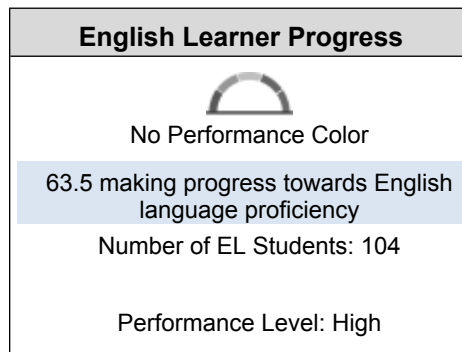 English Learner Progress
No Performance Color
63.5 making progress towards English
language proficiency
Number of EL Students: 104
Performance Level: High